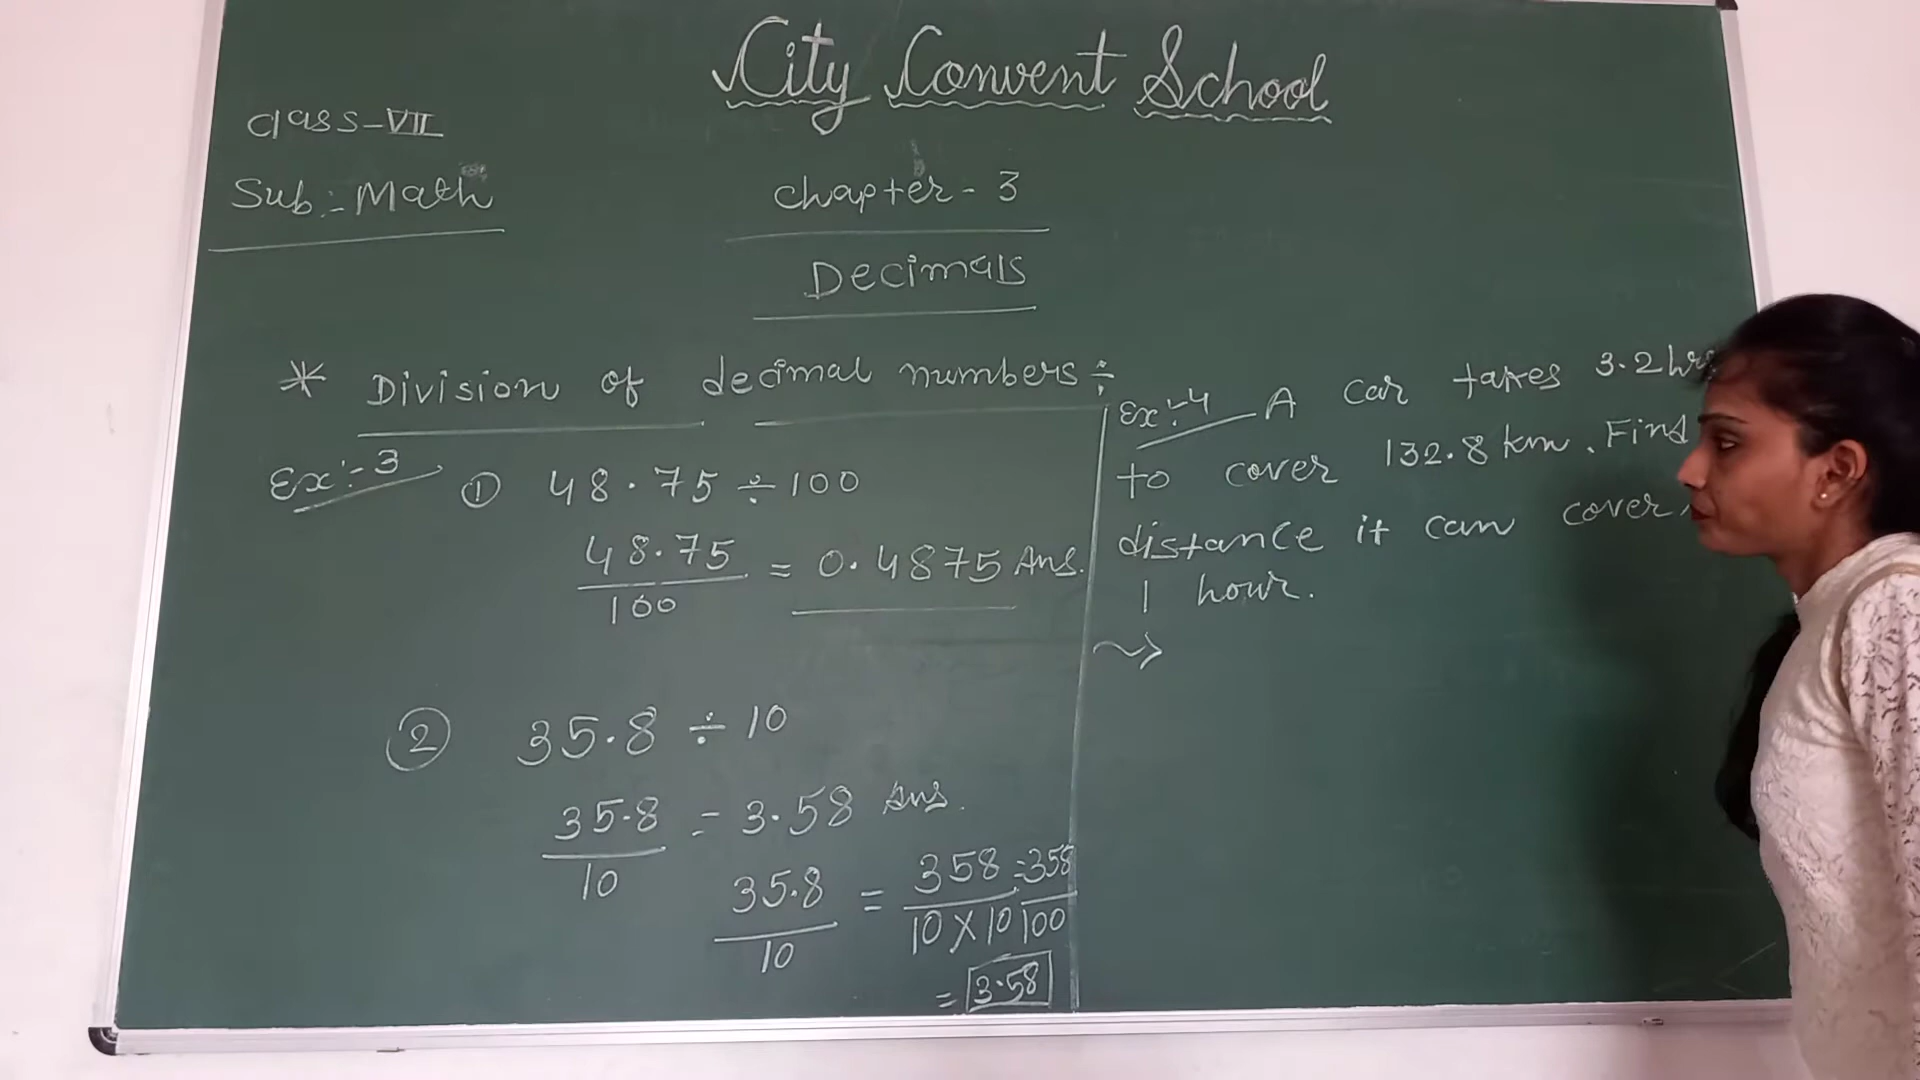 City Convent School
Class-VII
Sub:-Math
Chapter-3
Decimals
* Division of decimal numbers:-
Ex:-3 ① 48.75 ÷ 100
48.75
100
= 0.4875 Ans.
② 35.8 ÷ 10
35.8
10
= 3.58 Ans.
35.8
10
= 358
10 X 10
= 358
100
= 3.58
Ex:-4 A car takes 3.2 hrs
to cover 132.8 km. Find
distance it can cover
1 hour.